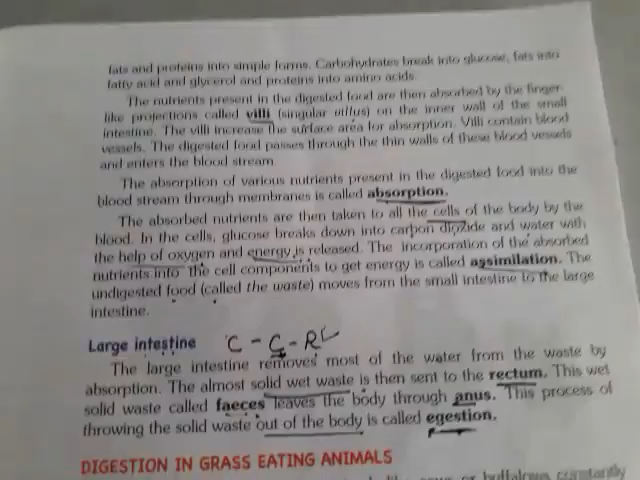 fats and proteins into simple forms. Carbohydrates break into glucose, fats into
fatty acid and glycerol and proteins into amino acids.
The nutrients present in the digested food are then absorbed by the finger-
like projections called villi (singular villus) on the inner wall of the small
intestine. The villi increase the surface area for absorption. Villi contain blood
vessels. The digested food passes through the thin walls of these blood vessels
and enters the blood stream.
The absorption of various nutrients present in the digested food into the
blood stream through membranes is called absorption.
The absorbed nutrients are then taken to all the cells of the body by the
blood. In the cells, glucose breaks down into carbon dioxide and water with
the help of oxygen and energy is released. The incorporation of the absorbed
nutrients into the cell components to get energy is called assimilation. The
undigested food (called the waste) moves from the small intestine to the large
intestine.
Large intestine C - C - R
The large intestine removes most of the water from the waste by
absorption. The almost solid wet waste is then sent to the rectum. This wet
solid waste called faeces leaves the body through anus. This process of
throwing the solid waste out of the body is called egestion.
DIGESTION IN GRASS EATING ANIMALS
like cows or buffaloes constantly